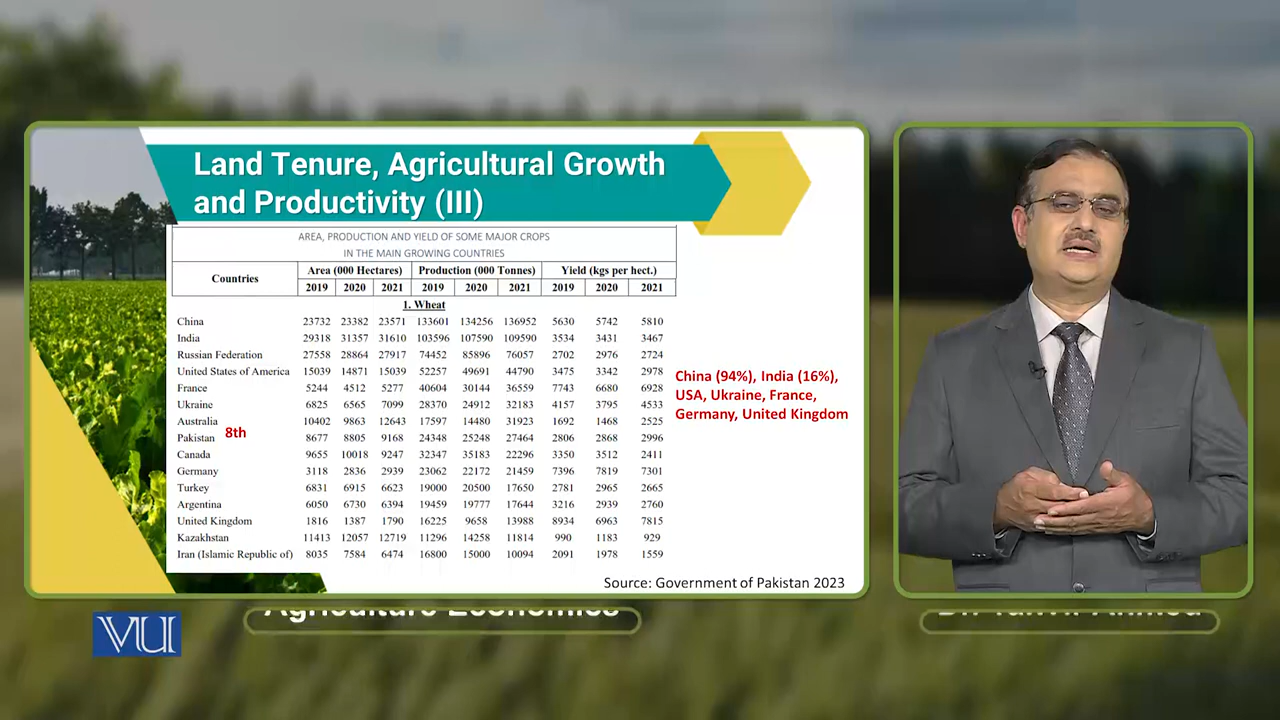 Land Tenure, Agricultural Growth
and Productivity (III)
AREA, PRODUCTION AND YIELD OF SOME MAJOR CROPS
IN THE MAIN GROWING COUNTRIES
Countries Area (000 Hectares) Production (000 Tonnes) Yield (kgs per hect.)
2019 2020 2021 2019 2020 2021 2019 2020 2021
1. Wheat
China 23732 23382 23571 133601 134256 136952 5630 5742 5810
India 29318 31357 31610 103596 107590 109590 3534 3431 3467
Russian Federation 27558 28864 27917 74452 85896 76057 2702 2976 2724
United States of America 15039 14871 15039 52257 49691 44790 3475 3342 2978
France 5244 4512 5277 40604 30144 36559 7743 6680 6928
Ukraine 6825 6565 7099 28370 24912 32183 4157 3795 4533
Australia 10402 9863 12643 17597 14480 31923 1692 1468 2525
Pakistan 8th 8677 8805 9168 24348 25248 27464 2806 2868 2996
Canada 9655 10018 9247 32347 35183 22296 3350 3512 2411
Germany 3118 2836 2939 23062 22172 21459 7396 7819 7301
Turkey 6831 6915 6623 19000 20500 17650 2781 2965 2665
Argentina 6050 6730 6394 19459 19777 17644 3216 2939 2760
United Kingdom 1816 1387 1790 16225 9658 13988 8934 6963 7815
Kazakhstan 11413 12057 12719 11296 14258 11814 990 1183 929
Iran (Islamic Republic of) 8035 7584 6474 16800 15000 10094 2091 1978 1559
China (94%), India (16%),
USA, Ukraine, France,
Germany, United Kingdom
Source: Government of Pakistan 2023
VU
Agriculture Economics